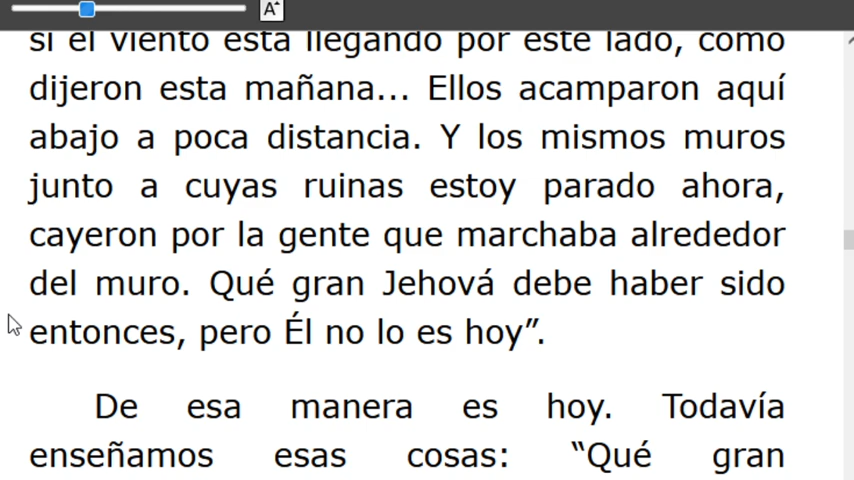 A
si el viento está llegando por este lado, como
dijeron esta mañana... Ellos acamparon aquí
abajo a poca distancia. Y los mismos muros
junto a cuyas ruinas estoy parado ahora,
cayeron por la gente que marchaba alrededor
del muro. Qué gran Jehová debe haber sido
entonces, pero Él no lo es hoy”.
De esa manera es hoy. Todavía
enseñamos esas cosas: “Qué gran